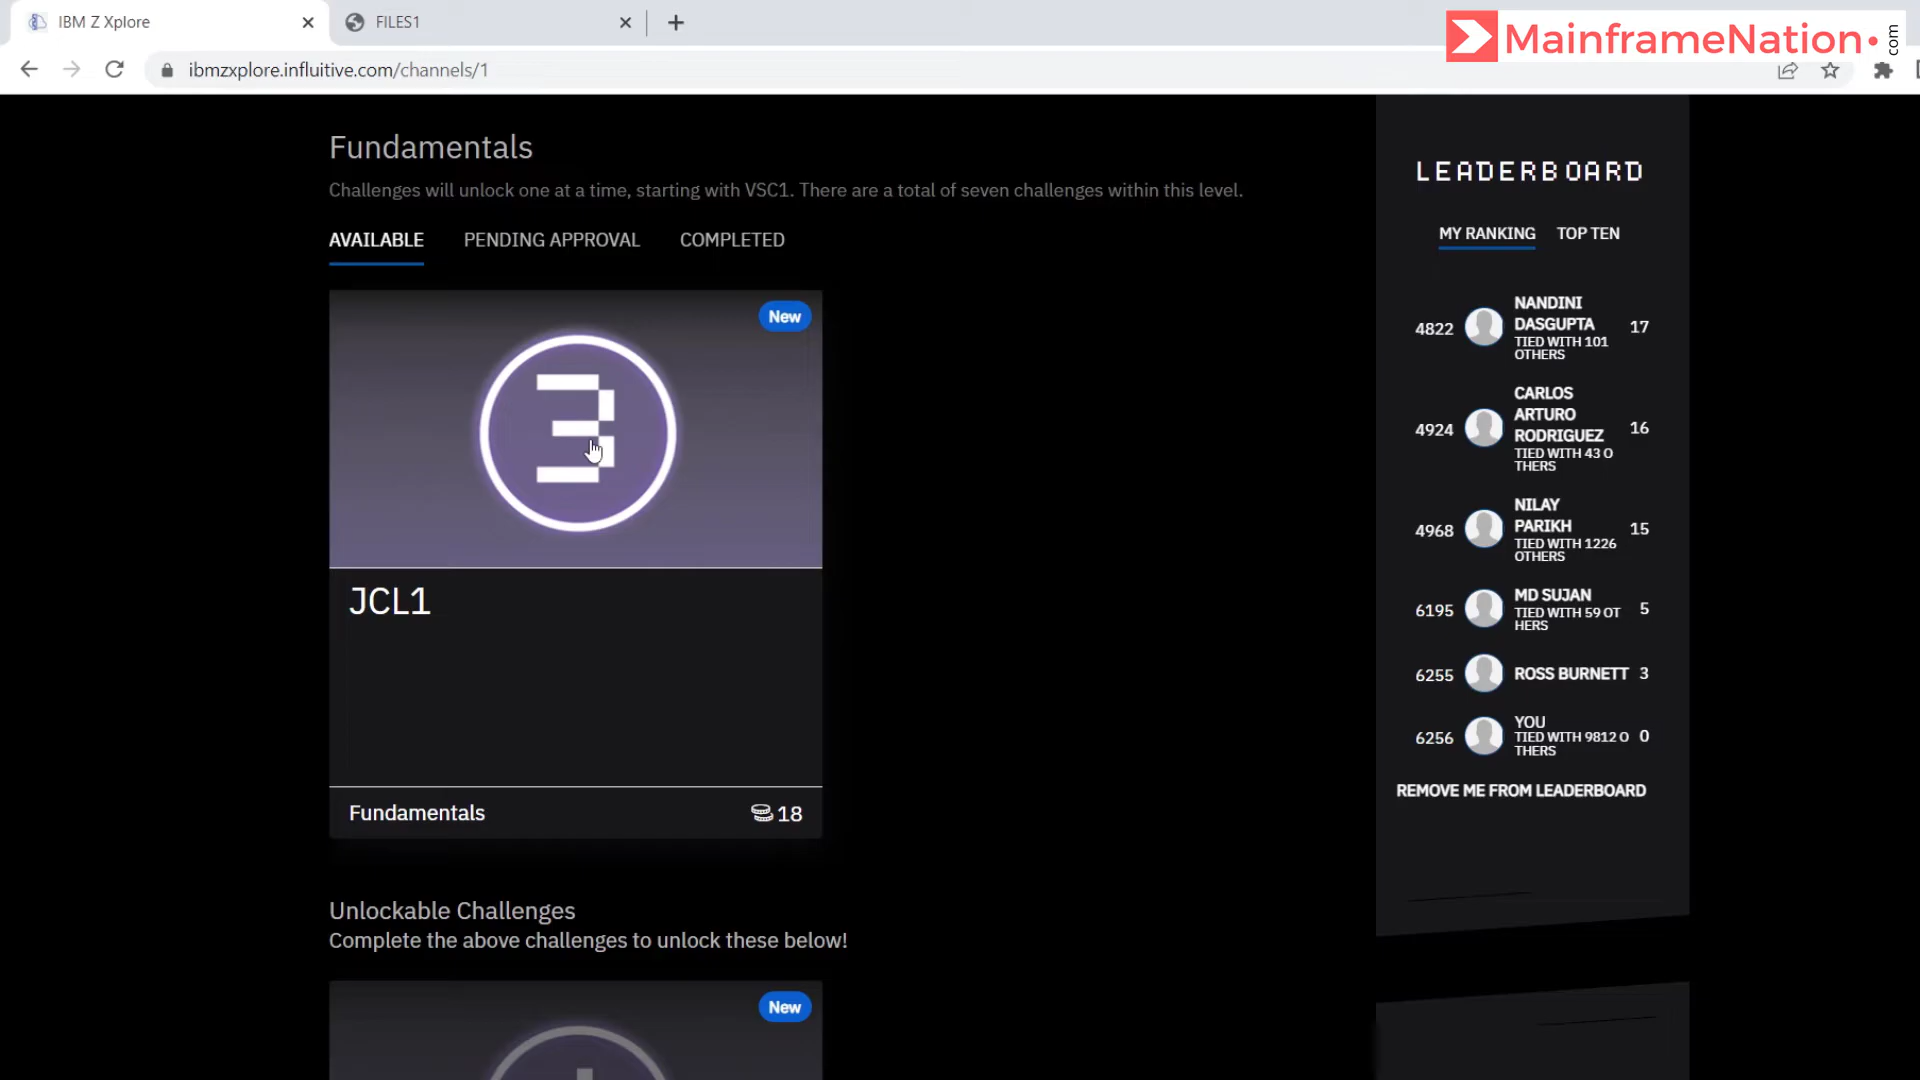 IBM Z Xplore
FILES1
MainframeNation.com
ibmzxplore.influitive.com/channels/1
Fundamentals
Challenges will unlock one at a time, starting with VSC1. There are a total of seven challenges within this level.
AVAILABLE PENDING APPROVAL COMPLETED
New
3
JCL1
Fundamentals 18
Unlockable Challenges
Complete the above challenges to unlock these below!
New
LEADERBOARD
MY RANKING TOP TEN
4822 NANDINI
DASGUPTA 17
TIED WITH 101
OTHERS
4924 CARLOS
ARTURO
RODRIGUEZ 16
TIED WITH 43 O
THERS
4968 NILAY
PARIKH 15
TIED WITH 1226
OTHERS
6195 MD SUJAN 5
TIED WITH 59 OT
HERS
6255 ROSS BURNETT 3
6256 YOU
TIED WITH 9812 O 0
THERS
REMOVE ME FROM LEADERBOARD